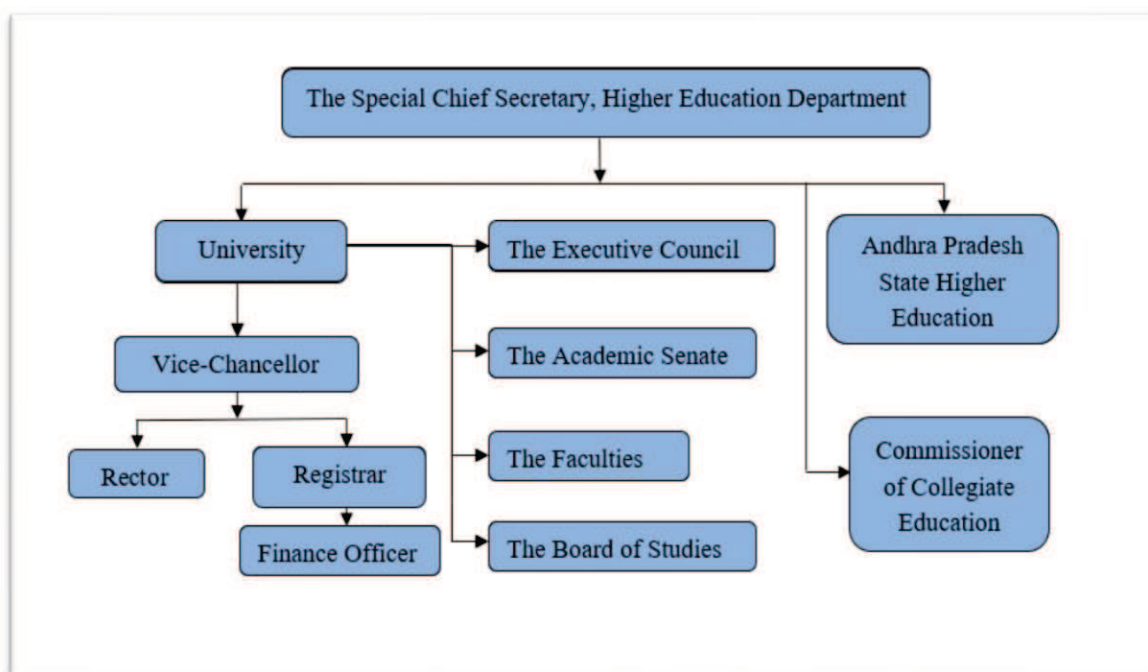 The Special Chief Secretary, Higher Education Department
University
The Executive Council
Andhra Pradesh
State Higher
Education
Vice-Chancellor
The Academic Senate
Rector
Registrar
The Faculties
Commissioner
of Collegiate
Education
Finance Officer
The Board of Studies